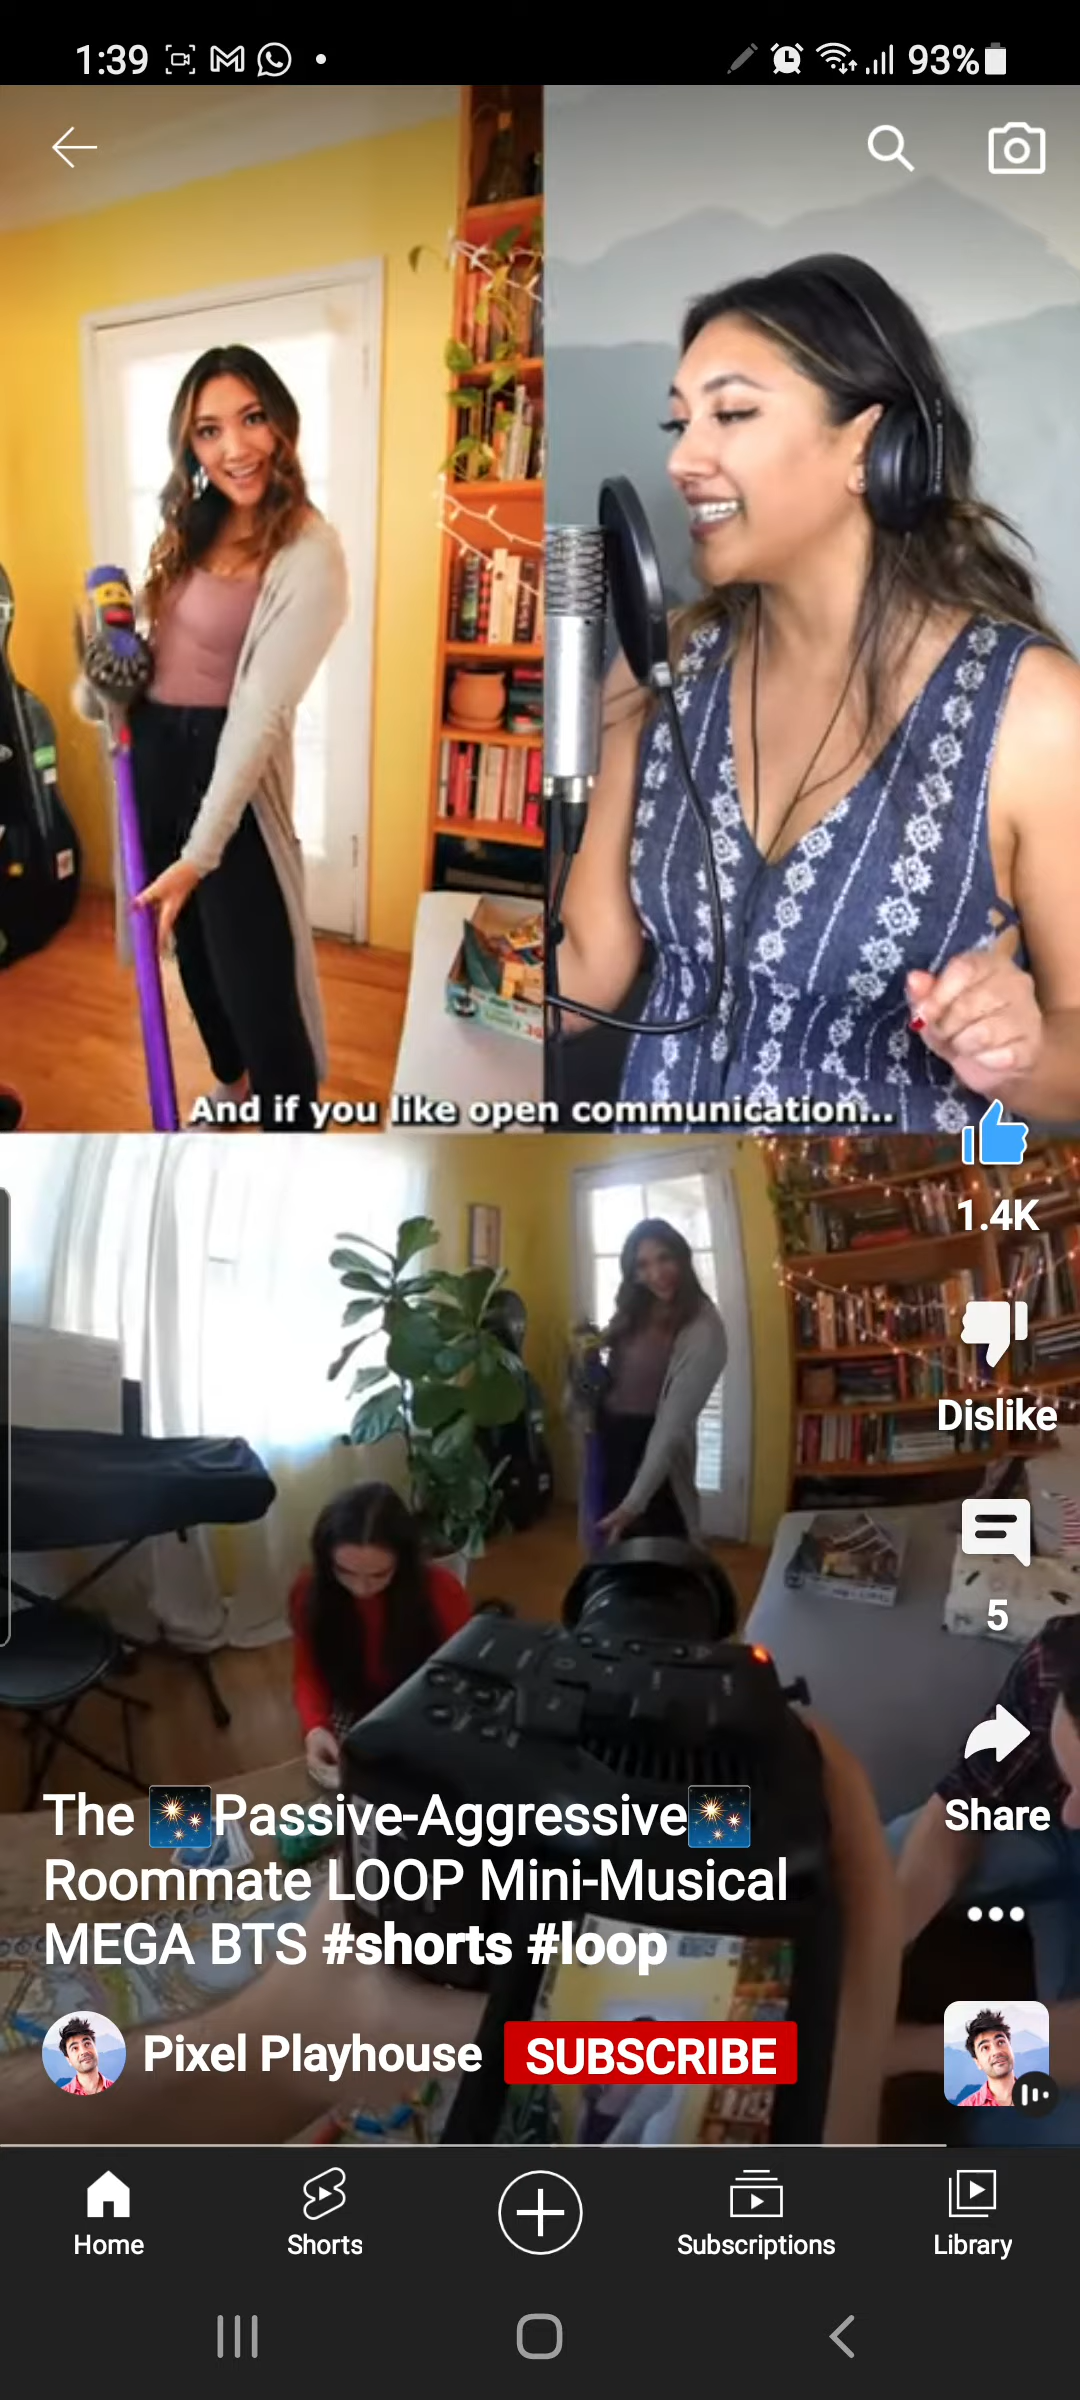 1:39
93%
And if you like open communication...
1.4K
Dislike
5
Share
The 🎇Passive-Aggressive🎇
Roommate LOOP Mini-Musical
MEGA BTS #shorts #loop
Pixel Playhouse
SUBSCRIBE
Home
Shorts
Subscriptions
Library